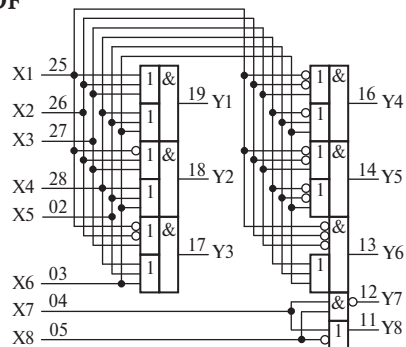 DF
X1 25
X2 26
X3 27
X4 28
X5 02
X6 03
X7 04
X8 05
1 & 19 Y1
1
1 & 18 Y2
1
1 & 17 Y3
1
1 & 16 Y4
1
1 & 14 Y5
1
& 13 Y6
1
& 12 Y7
1 11 Y8